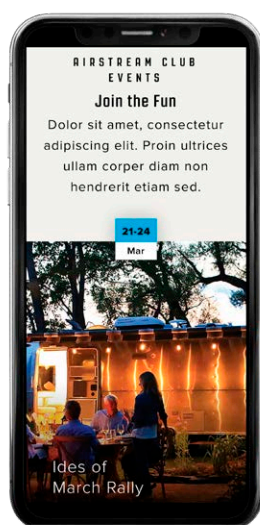 AIRSTREAM CLUB
EVENTS
Join the Fun
Dolor sit amet, consectetur
adipiscing elit. Proin ultrices
ullam corper diam non
hendrerit etiam sed.
21-24
Mar
Ides of
March Rally